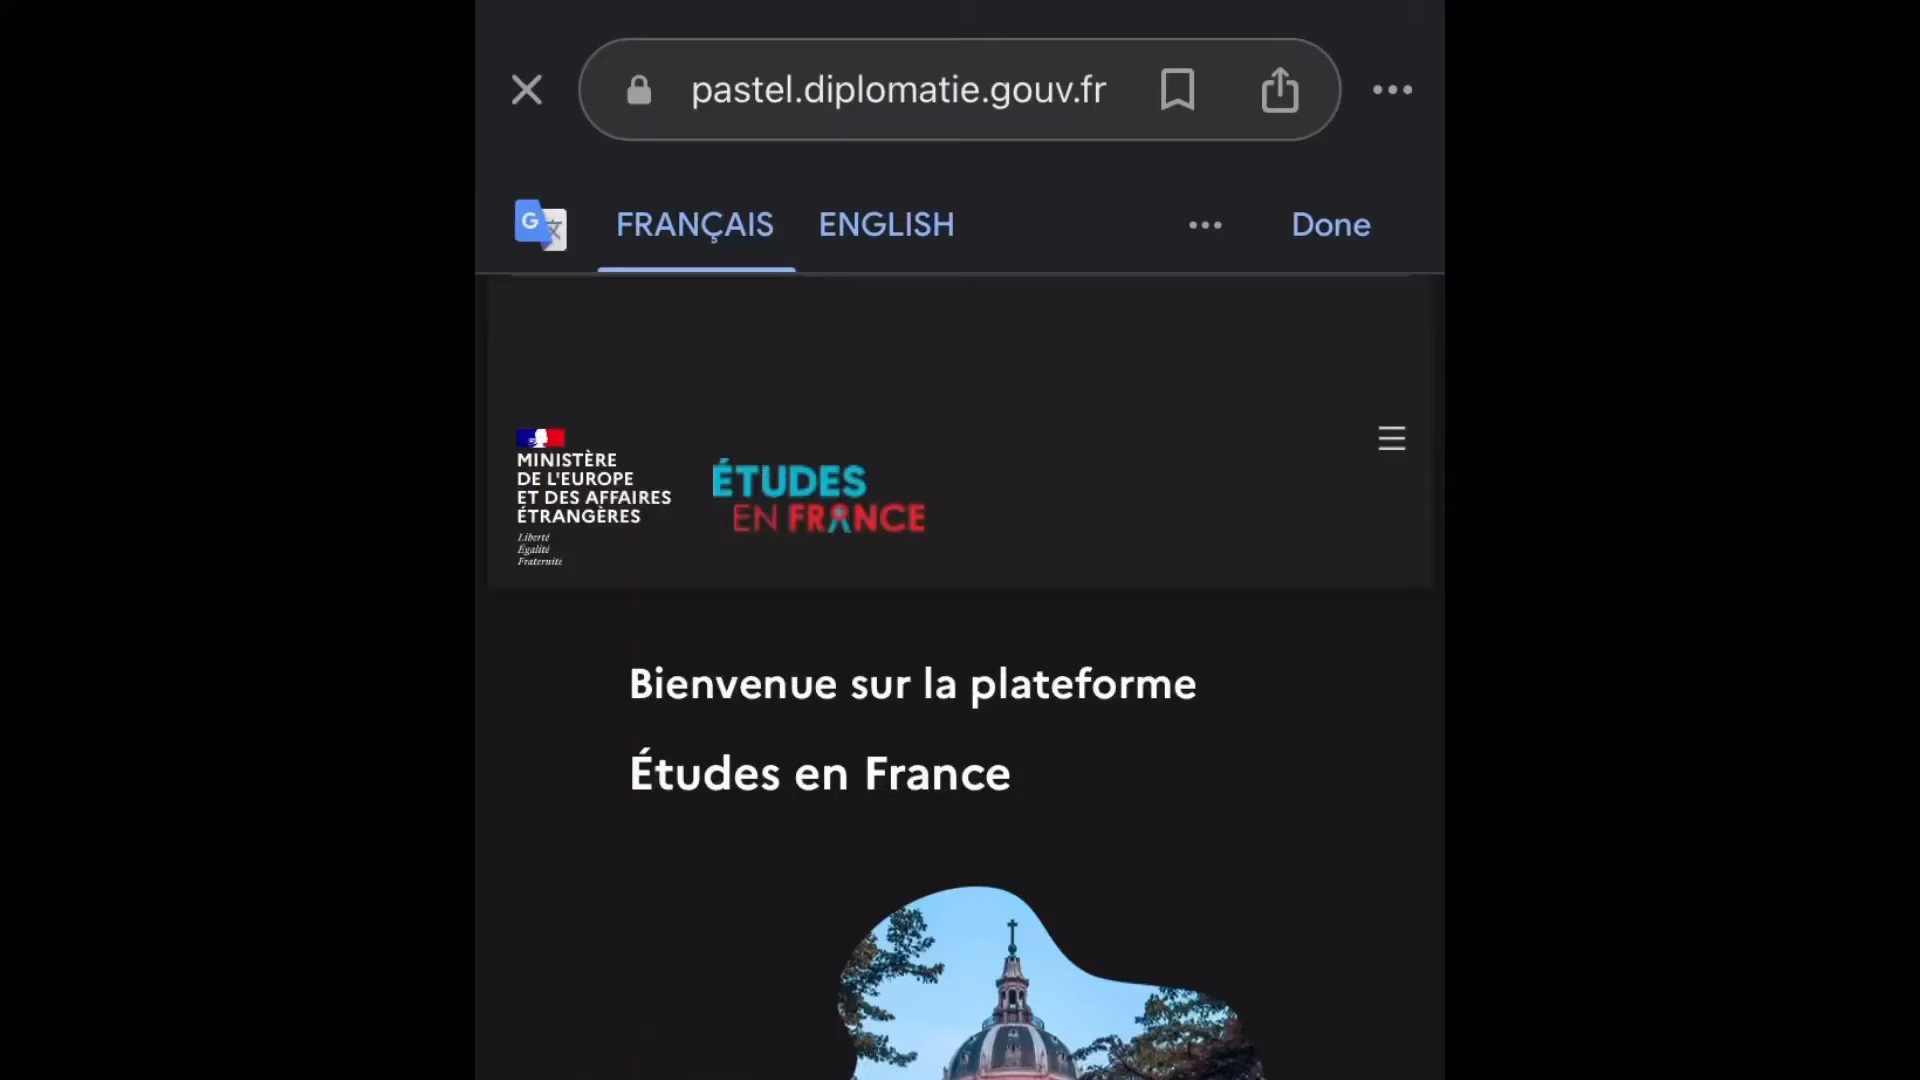 pastel.diplomatie.gouv.fr
FRANÇAIS ENGLISH Done
MINISTÈRE
DE L'EUROPE
ET DES AFFAIRES
ÉTRANGÈRES
Liberté
Égalité
Fraternité
ÉTUDES
EN FRANCE
Bienvenue sur la plateforme
Études en France